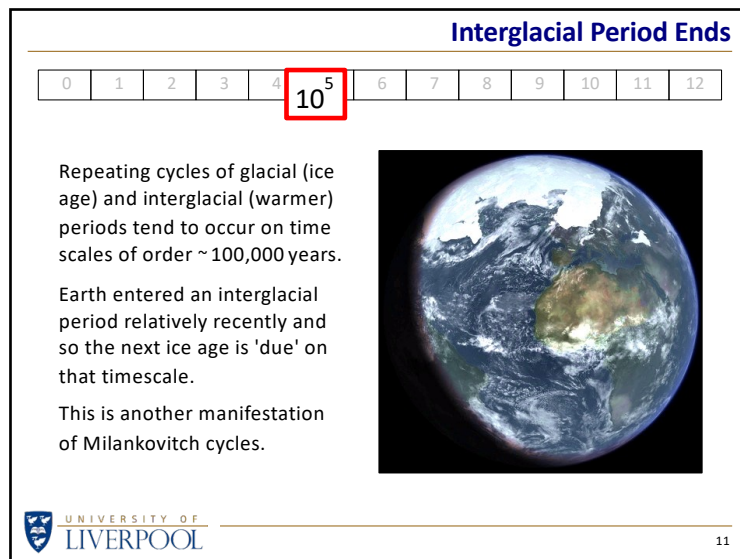 Interglacial Period Ends
0 1 2 3 4 10^5 6 7 8 9 10 11 12
Repeating cycles of glacial (ice
age) and interglacial (warmer)
periods tend to occur on time
scales of order ~100,000 years.
Earth entered an interglacial
period relatively recently and
so the next ice age is 'due' on
that timescale.
This is another manifestation
of Milankovitch cycles.
UNIVERSITY OF
LIVERPOOL
11